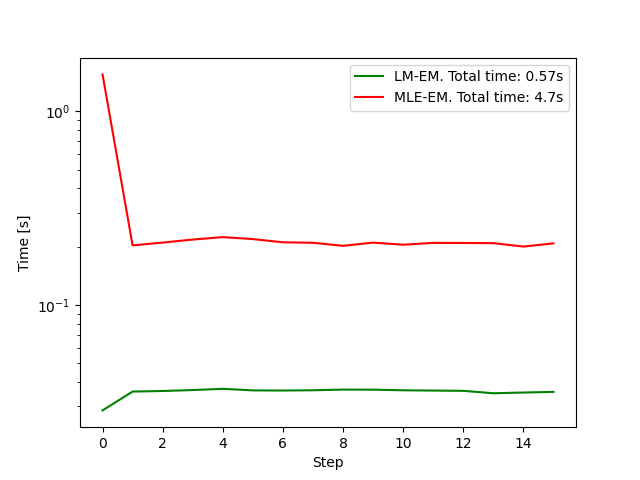 LM-EM. Total time: 0.57s
MLE-EM. Total time: 4.7s
10⁰
10⁻¹
Time [s]
0 2 4 6 8 10 12 14
Step